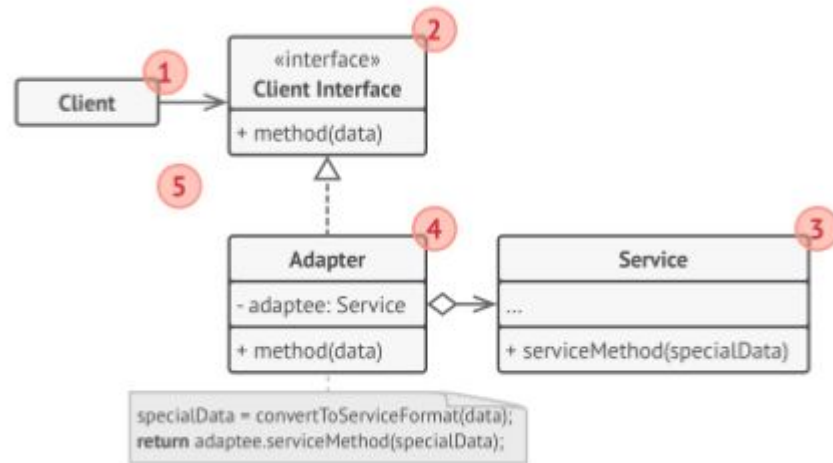 1
Client
2
«interface»
Client Interface
+ method(data)
5
4
Adapter
- adaptee: Service
+ method(data)
3
Service
...
+ serviceMethod(specialData)
specialData = convertToServiceFormat(data);
return adaptee.serviceMethod(specialData);